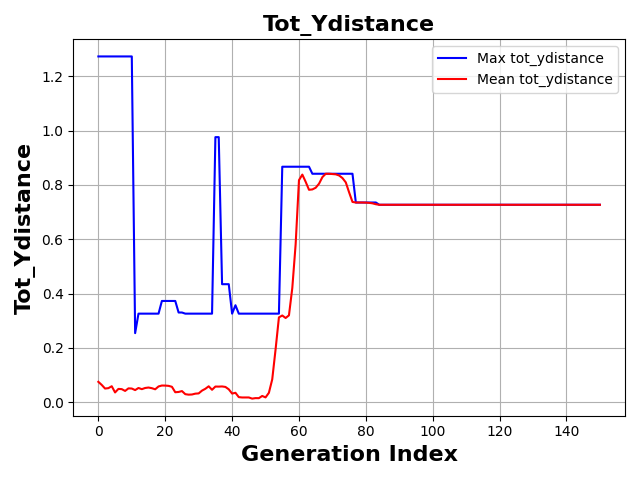 Tot_Ydistance
Max tot_ydistance
Mean tot_ydistance
Tot_Ydistance
1.2
1.0
0.8
0.6
0.4
0.2
0.0
0 20 40 60 80 100 120 140
Generation Index